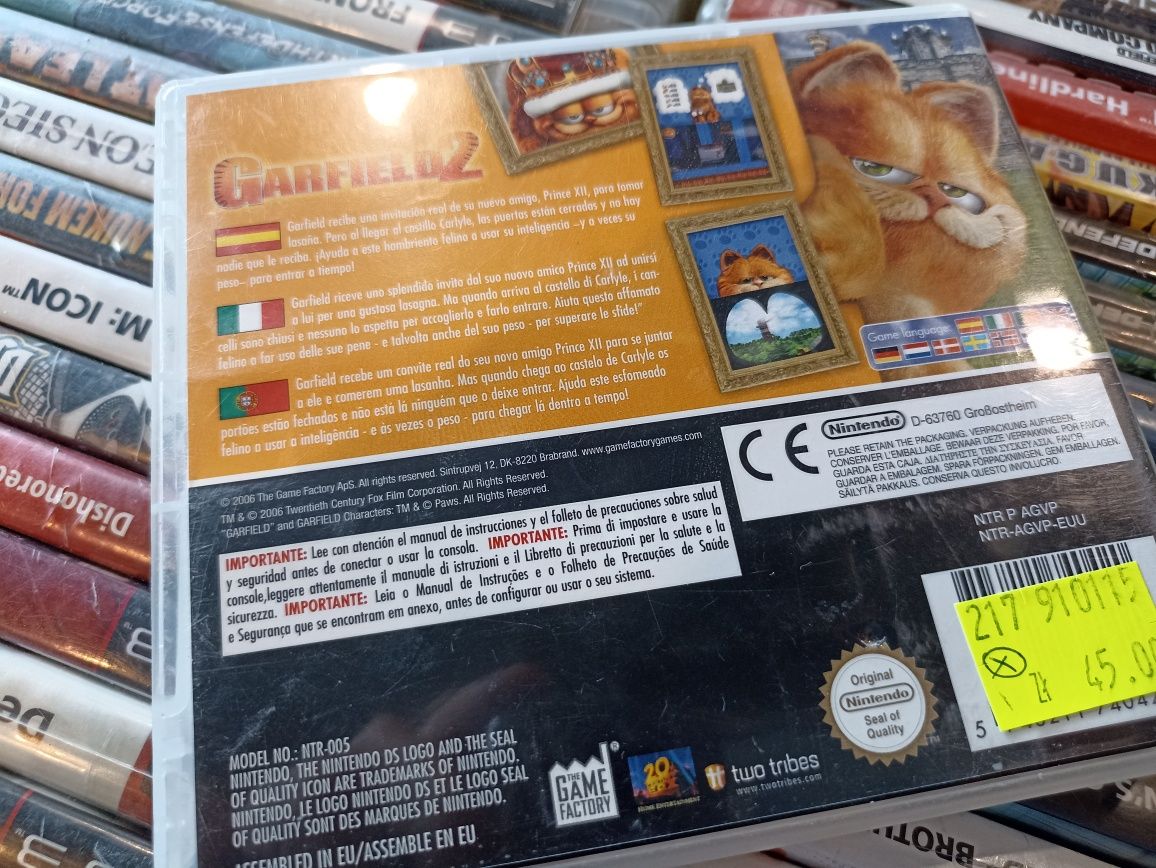 FRON
TH DEFENSE FORCE
NUKEM FOR
M: ICON™
Dishonored
De
COMPANY
Hardline
DEFEN
BROTH
GARFIELD 2
Garfield recibe una invitación real de su nuevo amigo, Prince XII, para tomar
lasaña. Pero al llegar al castillo Carlyle, las puertas están cerradas y no hay
nadie que le reciba. ¡Ayuda a este hambriento felino a usar su inteligencia –y a veces su
peso– para entrar a tiempo!
Garfield riceve uno splendido invito dal suo nuovo amico Prince XII ad unirsi
a lui per una gustosa lasagna. Ma quando arriva al castello di Carlyle, i can-
celli sono chiusi e nessuno lo aspetta per accoglierlo e farlo entrare. Aiuta questo affamato
felino a far uso delle sue pene - e talvolta anche del suo peso - per superare le sfide!"
Garfield recebe um convite real do seu novo amigo Prince XII para se juntar
a ele e comerem uma lasanha. Mas quando chega ao castelo de Carlyle os
portões estão fechados e não está lá ninguém que o deixe entrar. Ajuda este esfomeado
felino a usar a inteligência - e às vezes o peso - para chegar lá dentro a tempo!
Game language:
© 2006 The Game Factory ApS. All rights reserved. Sintrupvej 12, DK-8220 Brabrand. www.gamefactorygames.com
TM & © 2006 Twentieth Century Fox Film Corporation. All Rights Reserved.
"GARFIELD" and GARFIELD Characters: TM & © Paws. All Rights Reserved.
CE
Nintendo® D-63760 Großostheim
PLEASE RETAIN THE PACKAGING. VERPACKUNG AUFHEBEN.
CONSERVER L'EMBALLAGE. BEWAAR DEZE VERPAKKING. POR FAVOR,
GUARDA ESTA CAJA. ΔΙΑΤΗΡΗΣΤΕ ΤΗΝ ΣΥΣΚΕΥΑΣΙΑ. FAVOR
GUARDAR A EMBALAGEM. SPARA FÖRPACKNINGEN. GEM EMBALLAGEN.
SÄILYTÄ PAKKAUS. CONSERVA QUESTO INVOLUCRO.
IMPORTANTE: Lee con atención el manual de instrucciones y el folleto de precauciones sobre salud
y seguridad antes de conectar o usar la consola. IMPORTANTE: Prima di impostare e usare la
console,leggere attentamente il manuale di istruzioni e il Libretto di precauzioni per la salute e la
sicurezza. IMPORTANTE: Leia o Manual de Instruções e o Folheto de Precauções de Saúde
e Segurança que se encontram em anexo, antes de configurar ou usar o seu sistema.
NTR P AGVP
NTR-AGVP-EUU
217 910115
zł 45.00
5
Original
Nintendo®
Seal of
Quality
TM
MODEL NO.: NTR-005
NINTENDO, THE NINTENDO DS LOGO AND THE SEAL
OF QUALITY ICON ARE TRADEMARKS OF NINTENDO.
NINTENDO, LE LOGO NINTENDO DS ET LE LOGO SEAL
OF QUALITY SONT DES MARQUES DE NINTENDO.
ASSEMBLED IN EU/ASSEMBLE EN EU
THE
GAME
FACTORY®
20
two tribes
www.twotribes.com